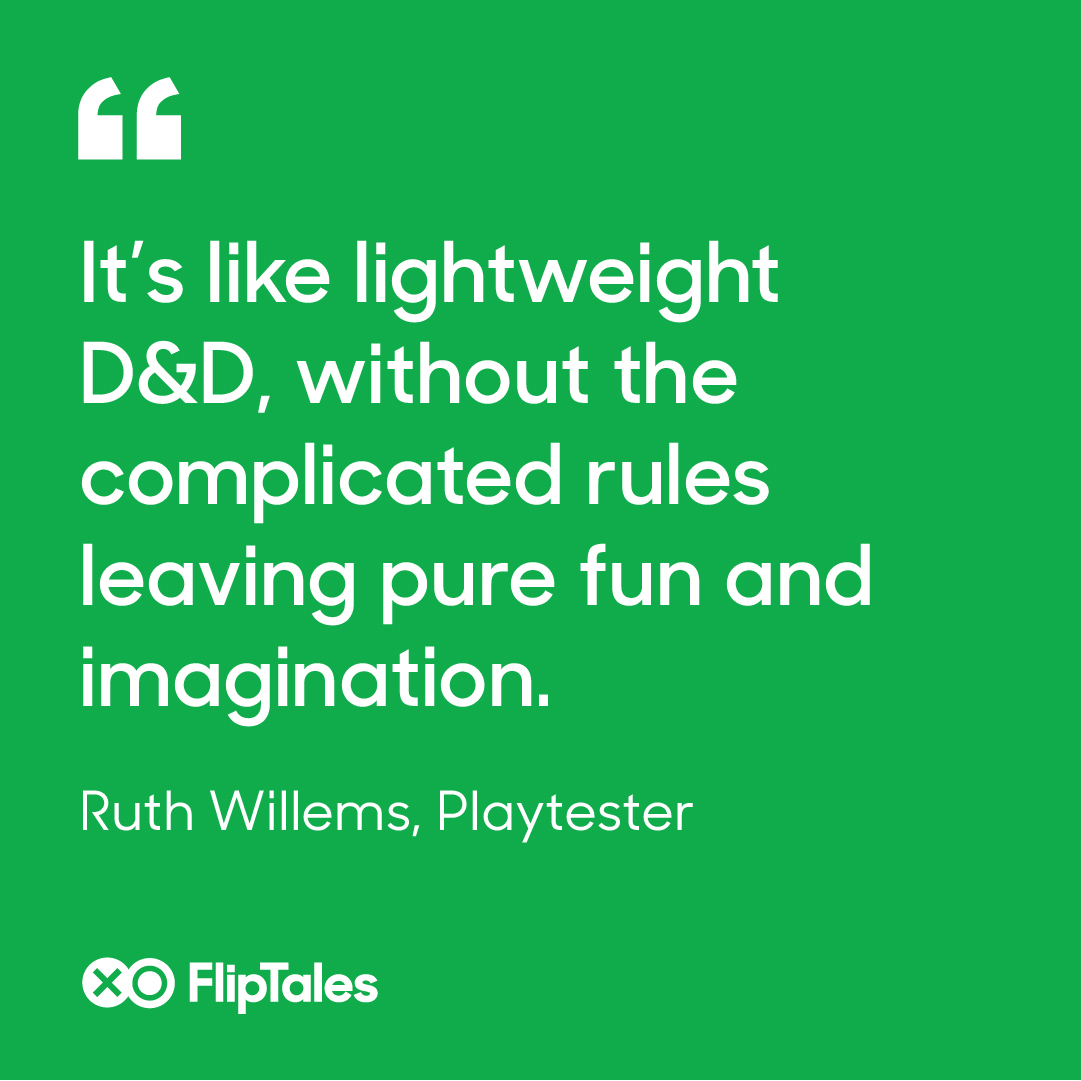 “
It’s like lightweight
D&D, without the
complicated rules
leaving pure fun and
imagination.
Ruth Willems, Playtester
FlipTales